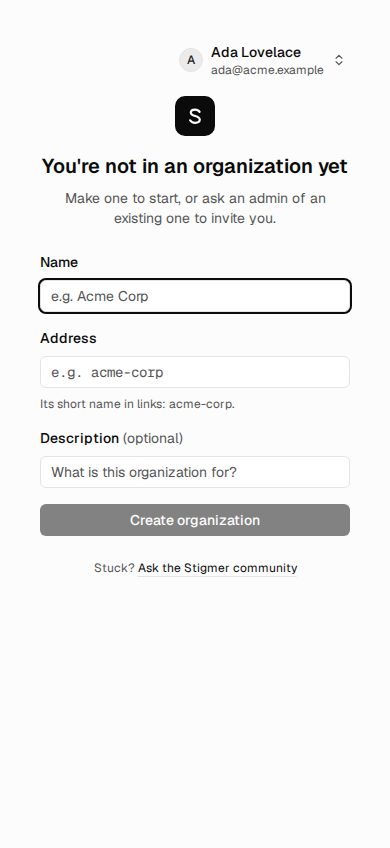 A
Ada Lovelace
ada@acme.example
S
You're not in an organization yet
Make one to start, or ask an admin of an
existing one to invite you.
Name
e.g. Acme Corp
Address
e.g. acme-corp
Its short name in links: acme-corp.
Description (optional)
What is this organization for?
Create organization
Stuck? Ask the Stigmer community